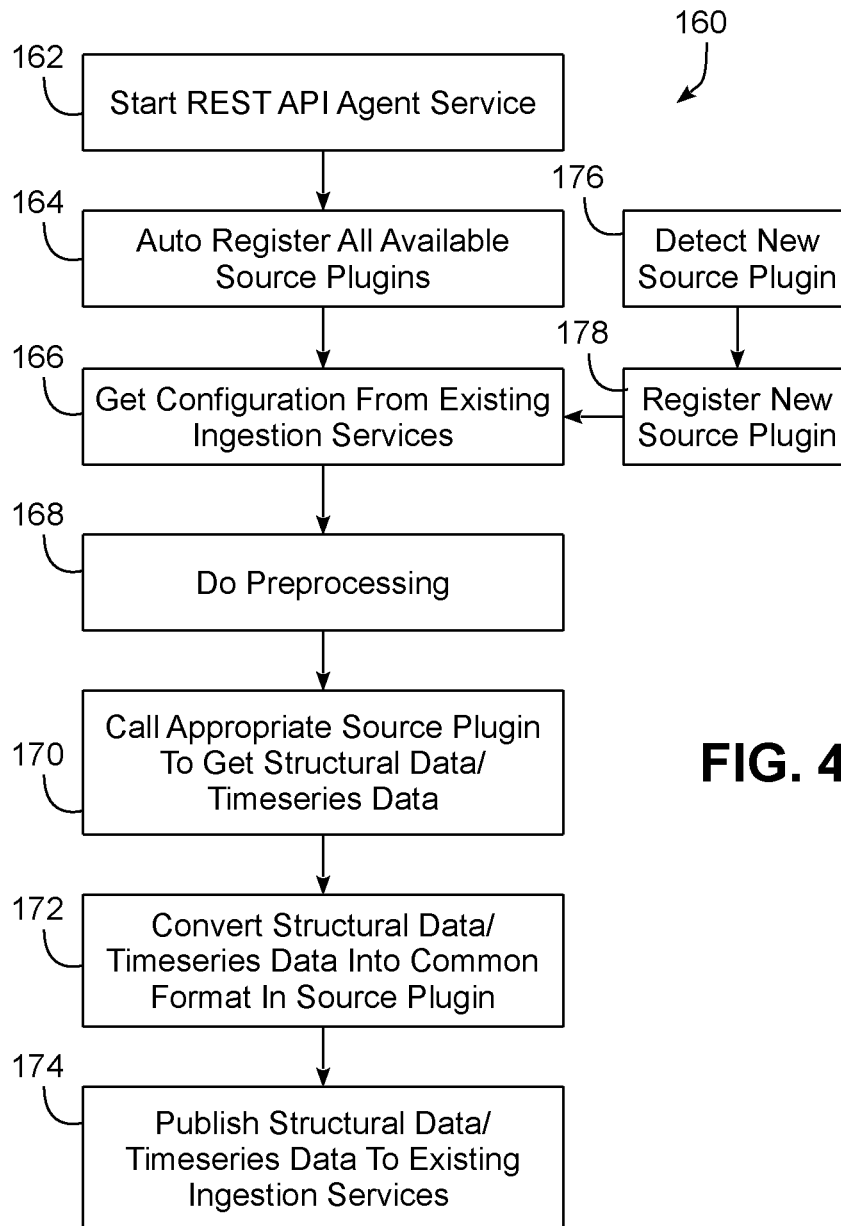 160
162
Start REST API Agent Service
164
Auto Register All Available
Source Plugins
176
Detect New
Source Plugin
166
Get Configuration From Existing
Ingestion Services
178
Register New
Source Plugin
168
Do Preprocessing
170
Call Appropriate Source Plugin
To Get Structural Data/
Timeseries Data
FIG. 4
172
Convert Structural Data/
Timeseries Data Into Common
Format In Source Plugin
174
Publish Structural Data/
Timeseries Data To Existing
Ingestion Services